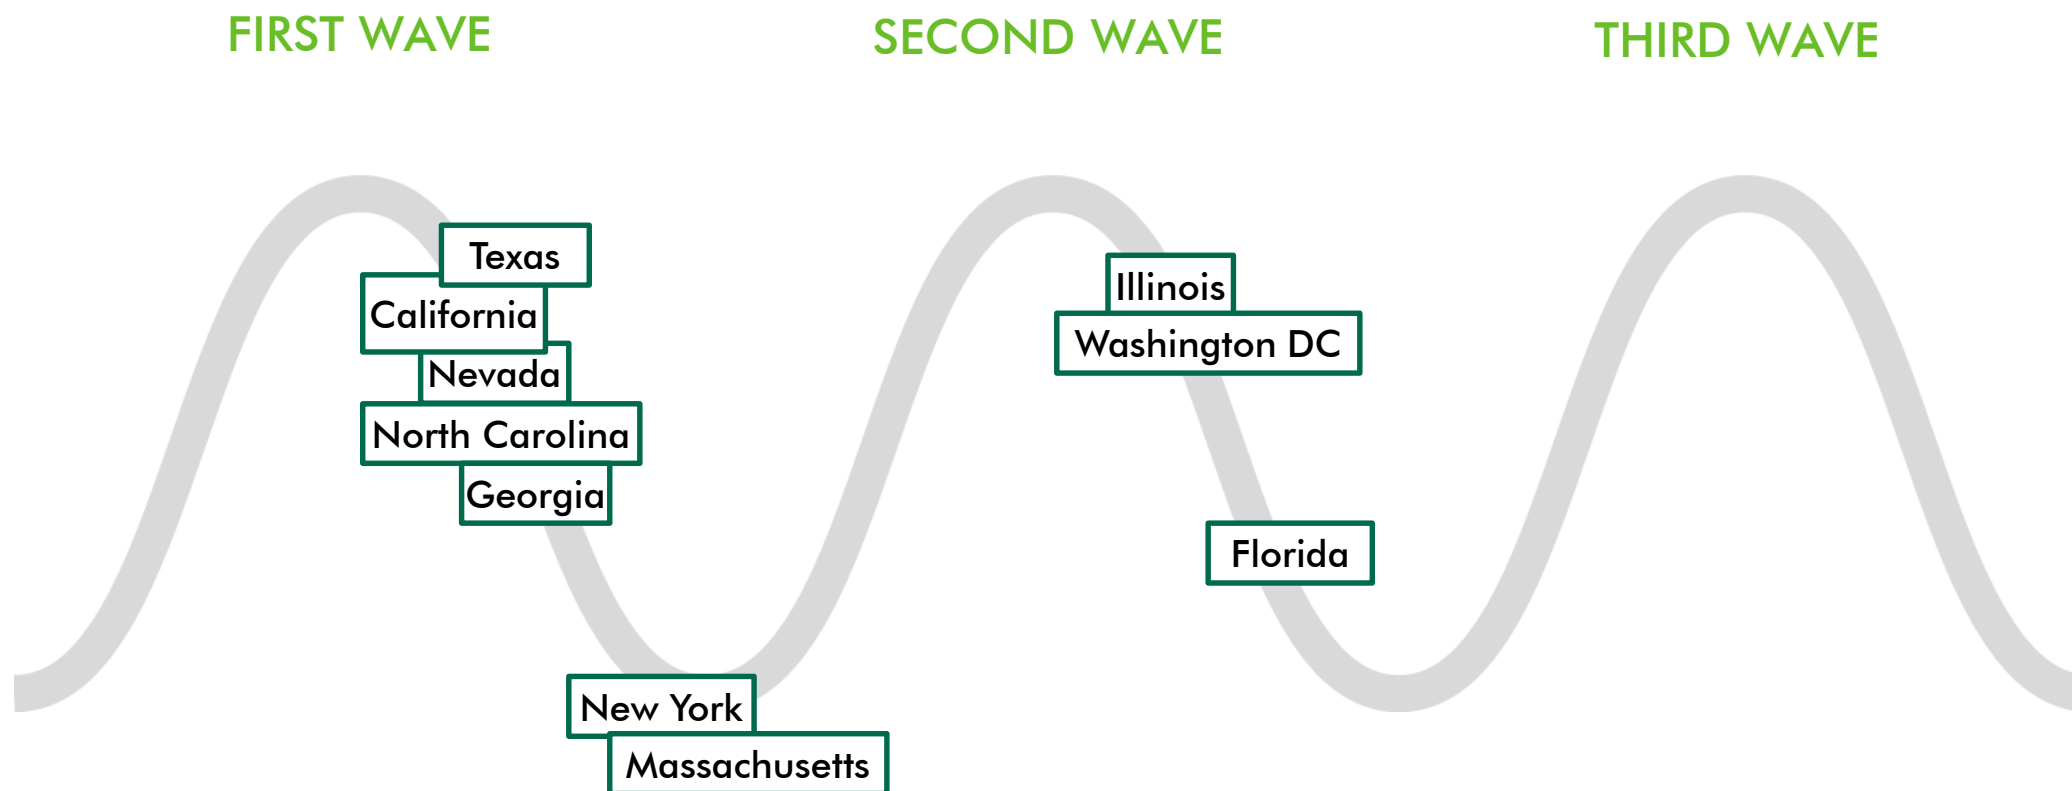 FIRST WAVE
SECOND WAVE
THIRD WAVE
Texas
California
Nevada
North Carolina
Georgia
New York
Massachusetts
Illinois
Washington DC
Florida